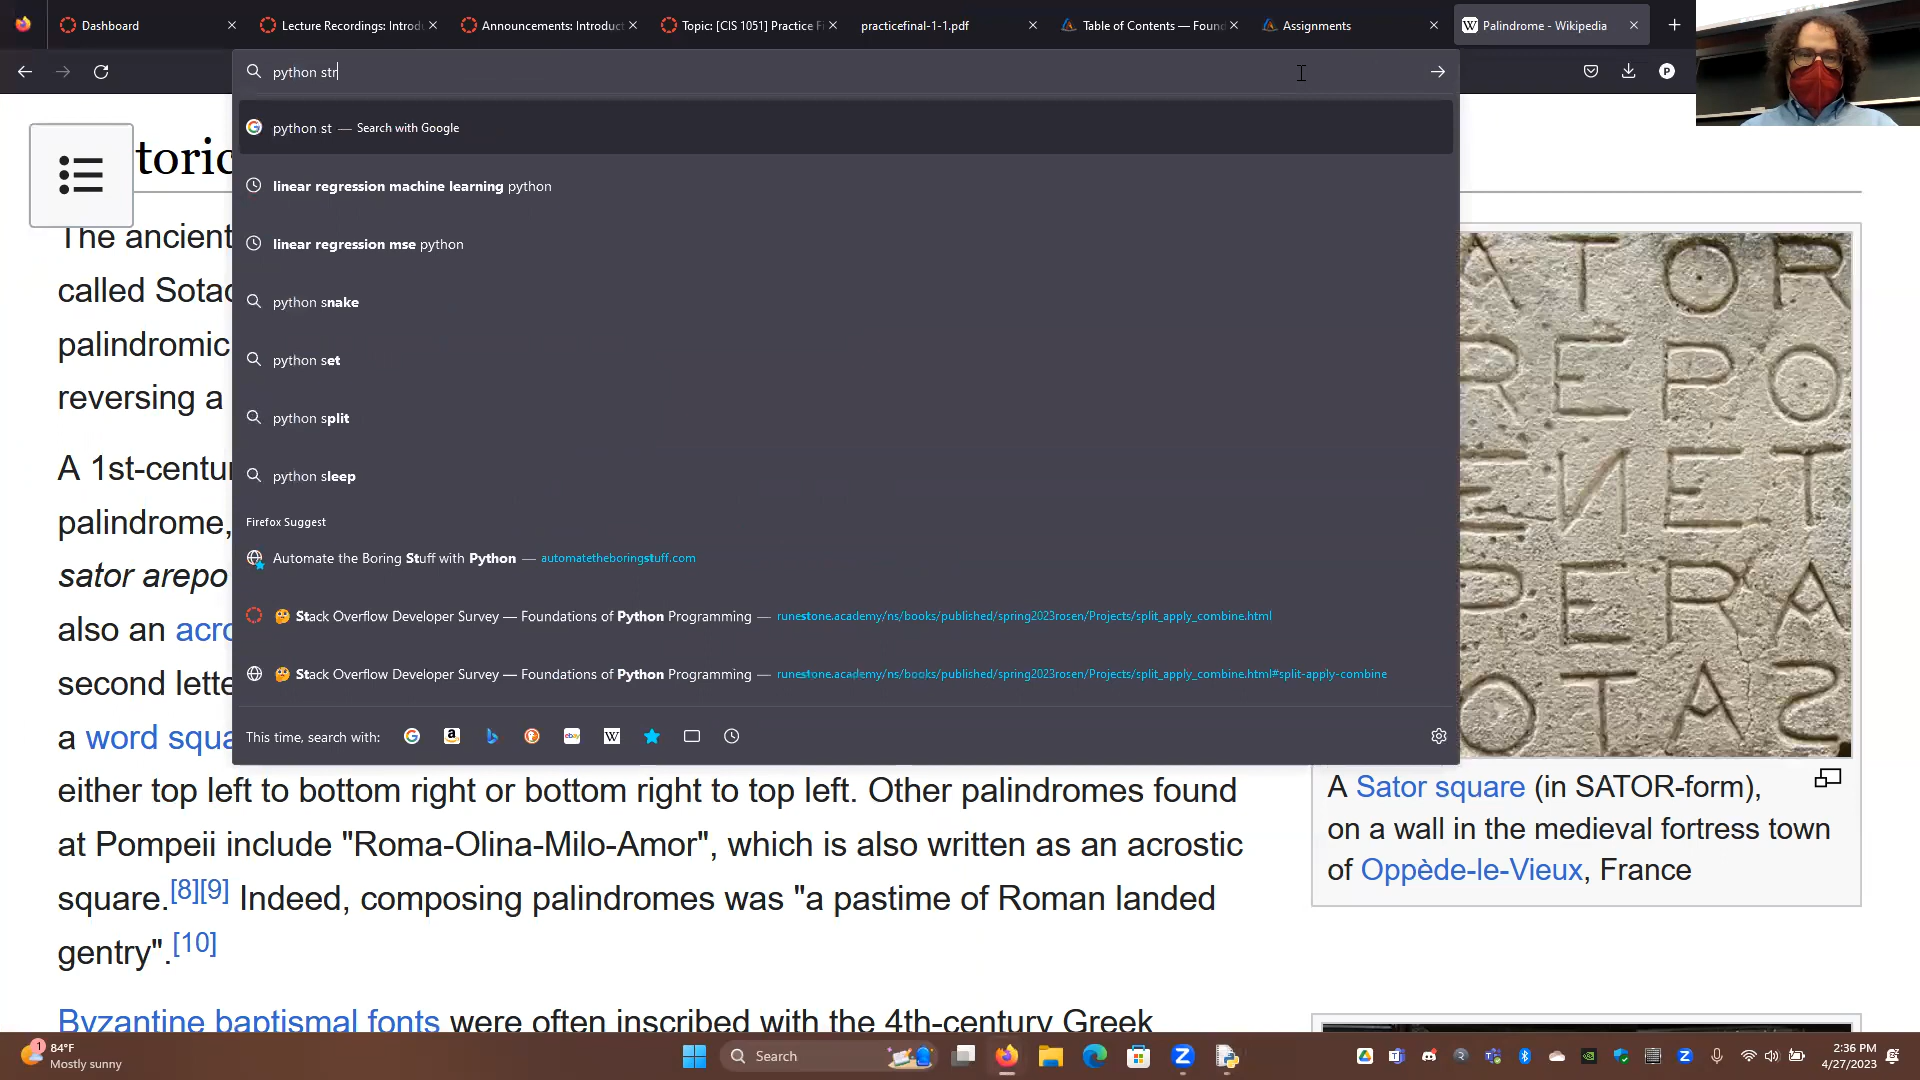 Dashboard
Lecture Recordings: Introdu
Announcements: Introduct
Topic: [CIS 1051] Practice Fi
practicefinal-1-1.pdf
Table of Contents — Found
Assignments
Palindrome - Wikipedia
python str
P
python st — Search with Google
linear regression machine learning python
linear regression mse python
python snake
python set
python split
python sleep
Firefox Suggest
Automate the Boring Stuff with Python — automatetheboringstuff.com
Stack Overflow Developer Survey — Foundations of Python Programming — runestone.academy/ns/books/published/spring2023rosen/Projects/split_apply_combine.html
Stack Overflow Developer Survey — Foundations of Python Programming — runestone.academy/ns/books/published/spring2023rosen/Projects/split_apply_combine.html#split-apply-combine
This time, search with:
toric
The ancient
called Sotad
palindromic
reversing a
A 1st-centur
palindrome,
sator arepo
also an acro
second lette
a word squa
either top left to bottom right or bottom right to top left. Other palindromes found
at Pompeii include "Roma-Olina-Milo-Amor", which is also written as an acrostic
square.[8][9] Indeed, composing palindromes was "a pastime of Roman landed
gentry".[10]
Byzantine baptismal fonts were often inscribed with the 4th-century Greek
ATOR
REPO
ENET
PERA
OTAS
A Sator square (in SATOR-form),
on a wall in the medieval fortress town
of Oppède-le-Vieux, France
1
84°F
Mostly sunny
Search
2:36 PM
4/27/2023